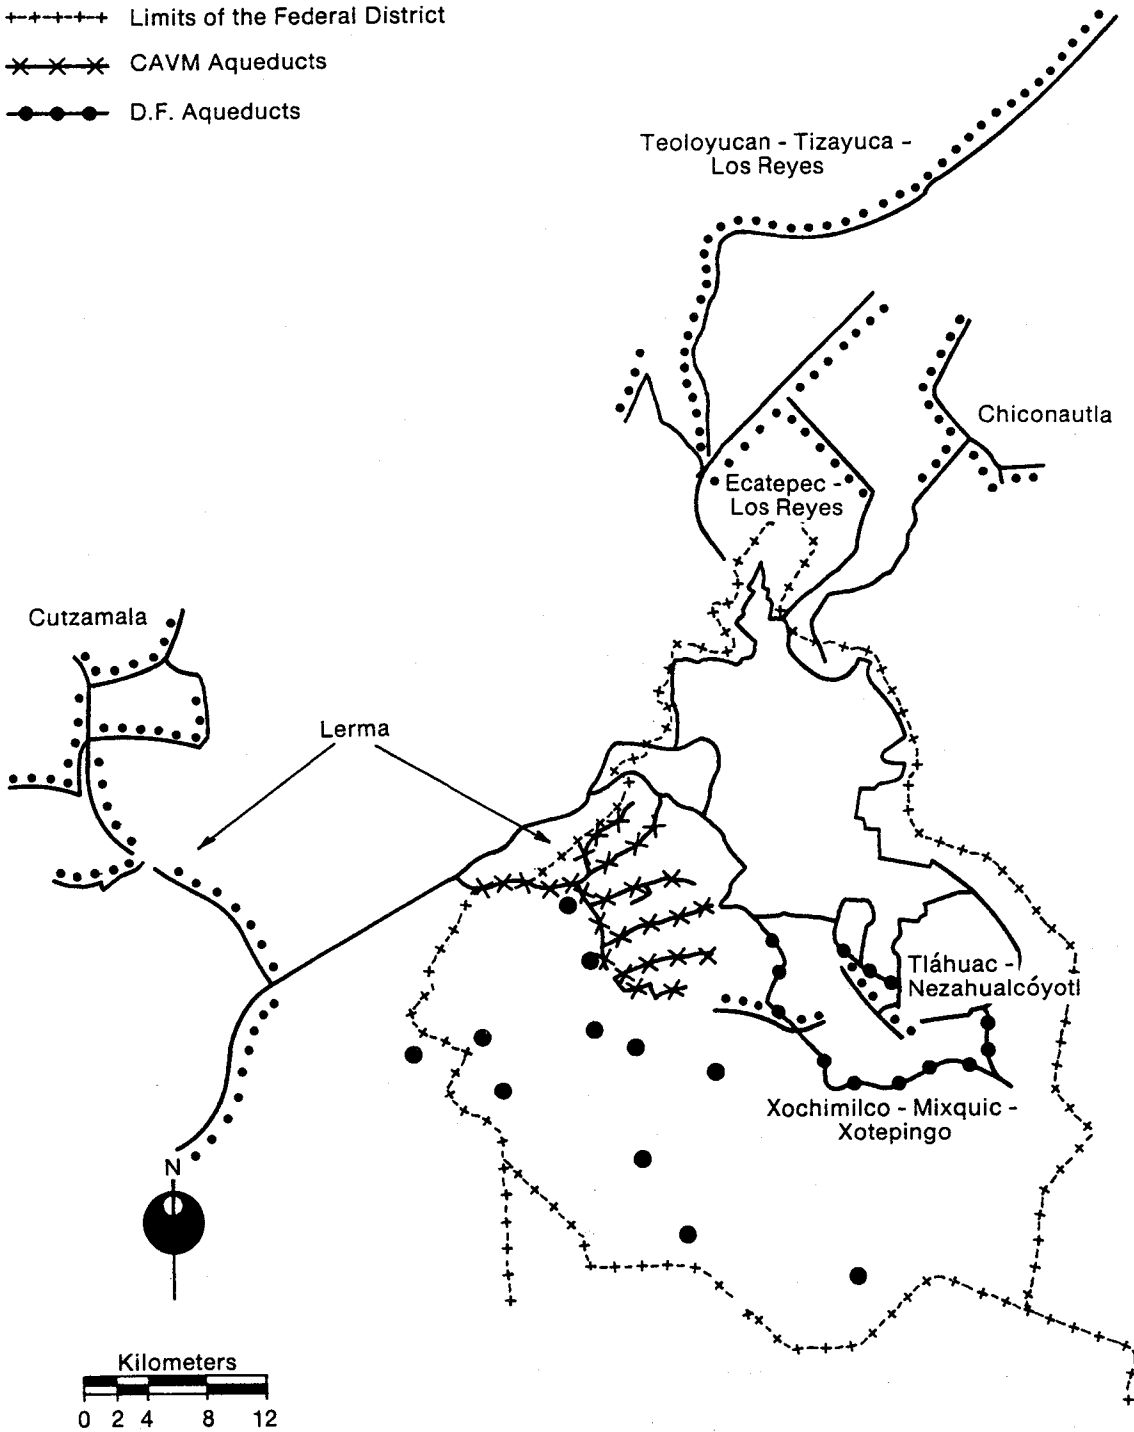 Limits of the Federal District
CAVM Aqueducts
D.F. Aqueducts
Teoloyucan - Tizayuca -
Los Reyes
Chiconautla
Ecatepec -
Los Reyes
Cutzamala
Lerma
Tláhuac -
Nezahualcóyotl
Xochimilco - Mixquic -
Xotepingo
N
Kilometers
0 2 4 8 12